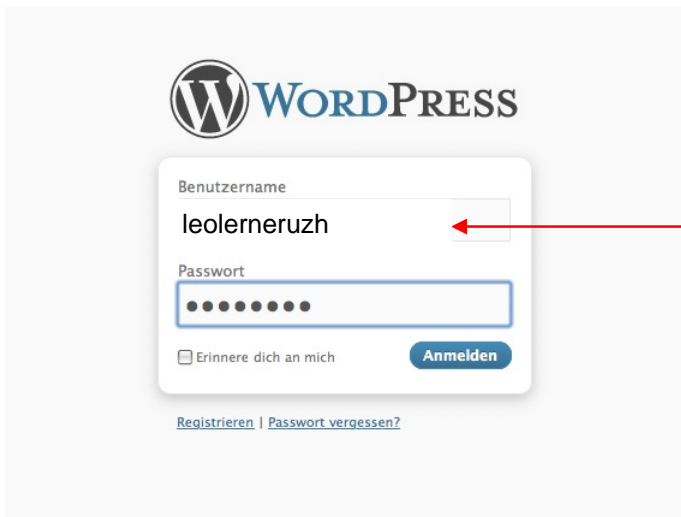 WORDPRESS
Benutzername
leolerneruzh
Passwort
●●●●●●●●
Erinnere dich an mich
Anmelden
Registrieren | Passwort vergessen?